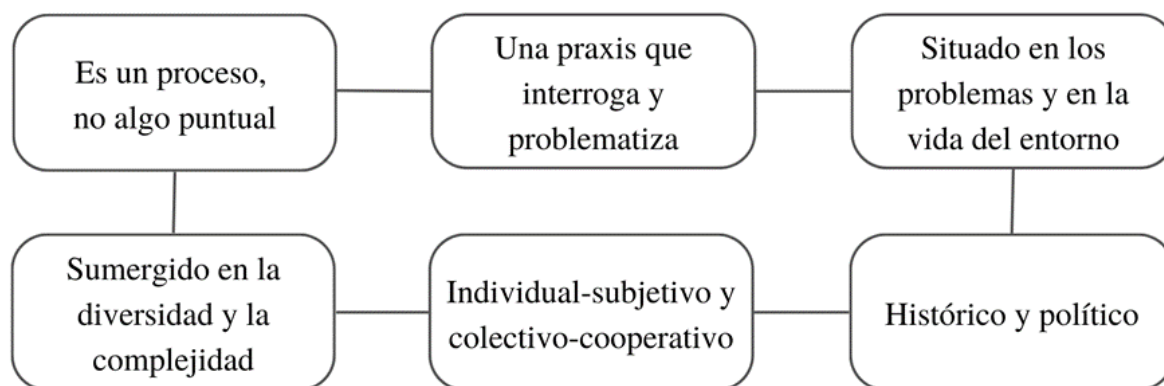 Es un proceso,
no algo puntual
Una praxis que
interroga y
problematiza
Situado en los
problemas y en la
vida del entorno
Sumergido en la
diversidad y la
complejidad
Individual-subjetivo y
colectivo-cooperativo
Histórico y político